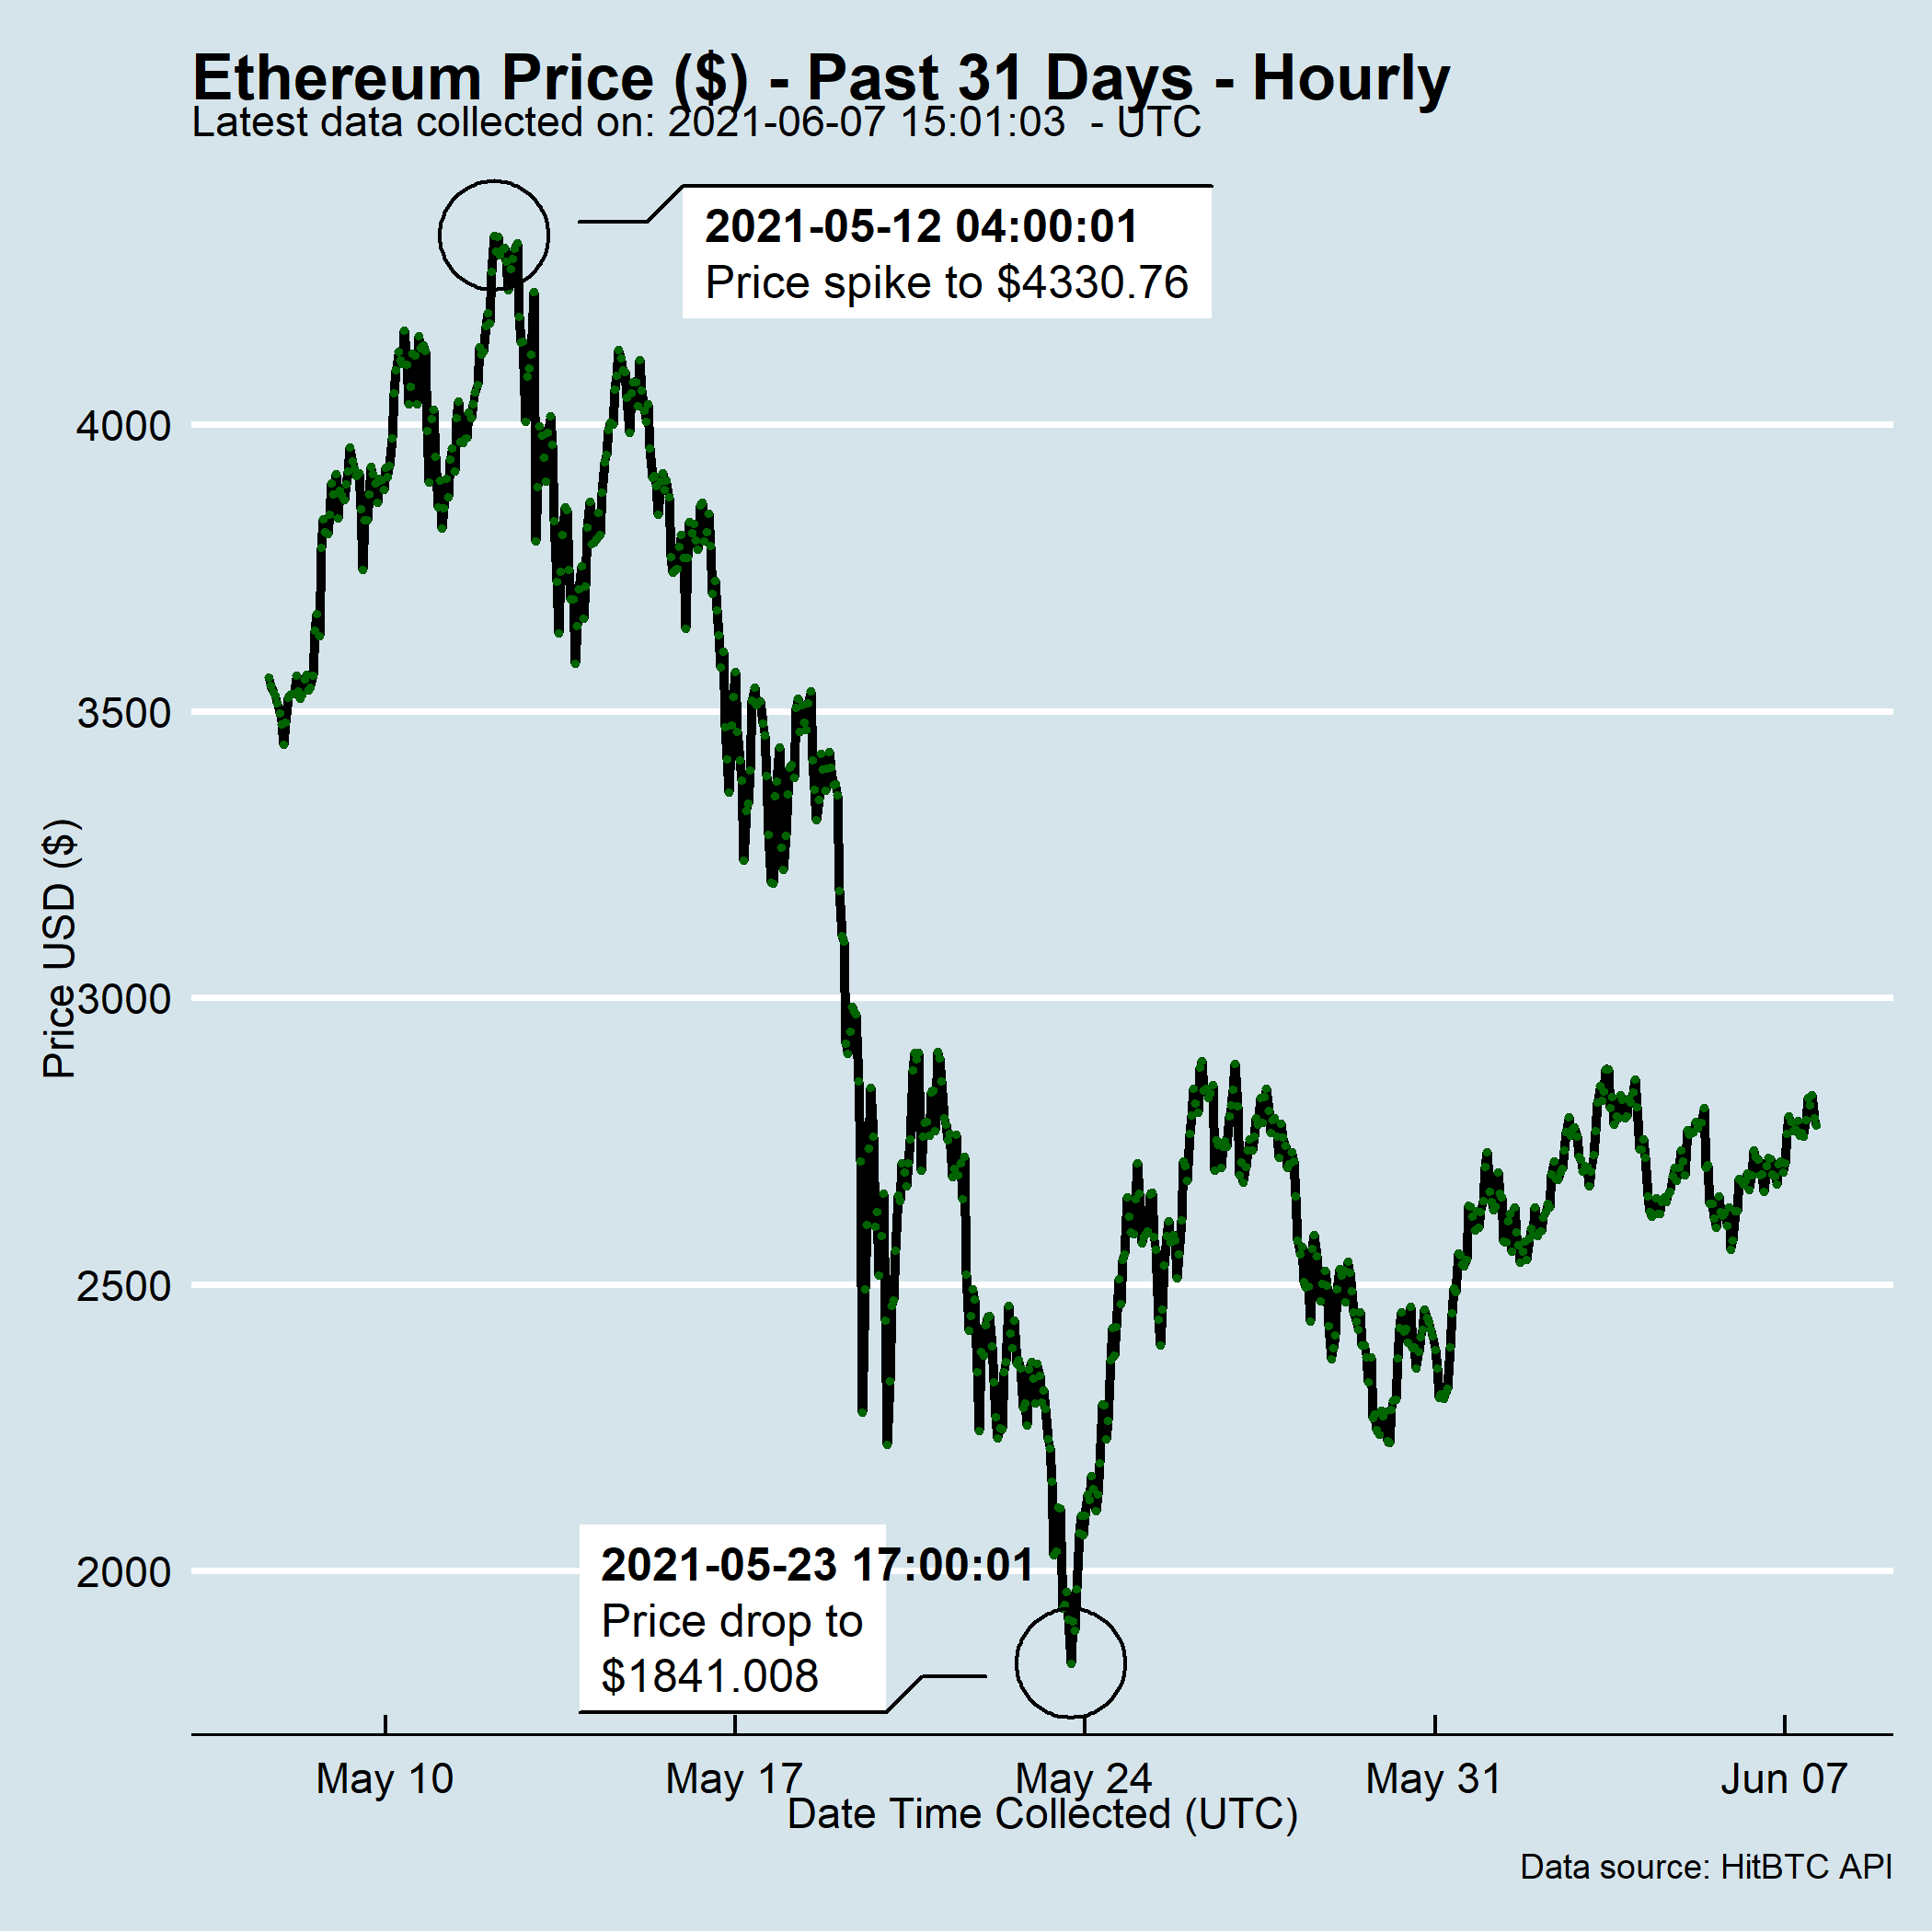 Ethereum Price ($) - Past 31 Days - Hourly
Latest data collected on: 2021-06-07 15:01:03  - UTC
2021-05-12 04:00:01
Price spike to $4330.76
4000
3500
3000
2500
2000
Price USD ($)
2021-05-23 17:00:01
Price drop to
$1841.008
May 10
May 17
May 24
May 31
Jun 07
Date Time Collected (UTC)
Data source: HitBTC API